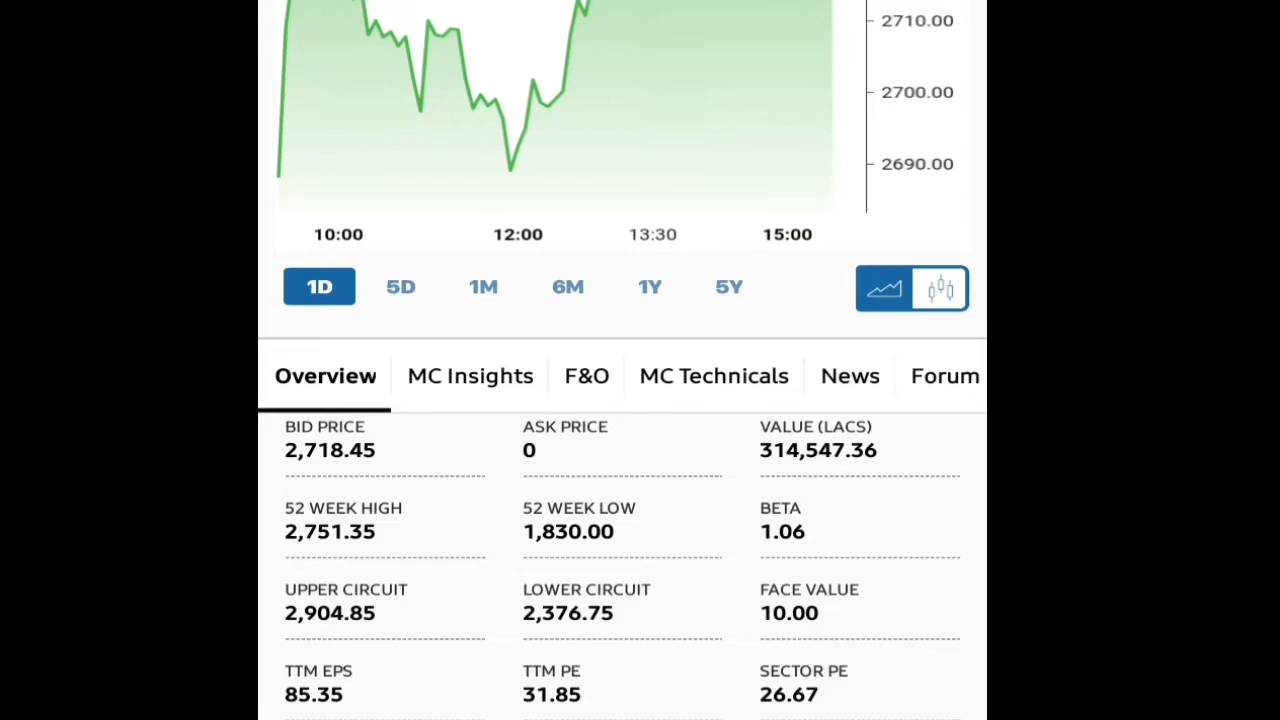 2710.00
2700.00
2690.00
10:00 12:00 13:30 15:00
1D 5D 1M 6M 1Y 5Y
Overview MC Insights F&O MC Technicals News Forum
BID PRICE ASK PRICE VALUE (LACS)
2,718.45 0 314,547.36
52 WEEK HIGH 52 WEEK LOW BETA
2,751.35 1,830.00 1.06
UPPER CIRCUIT LOWER CIRCUIT FACE VALUE
2,904.85 2,376.75 10.00
TTM EPS TTM PE SECTOR PE
85.35 31.85 26.67